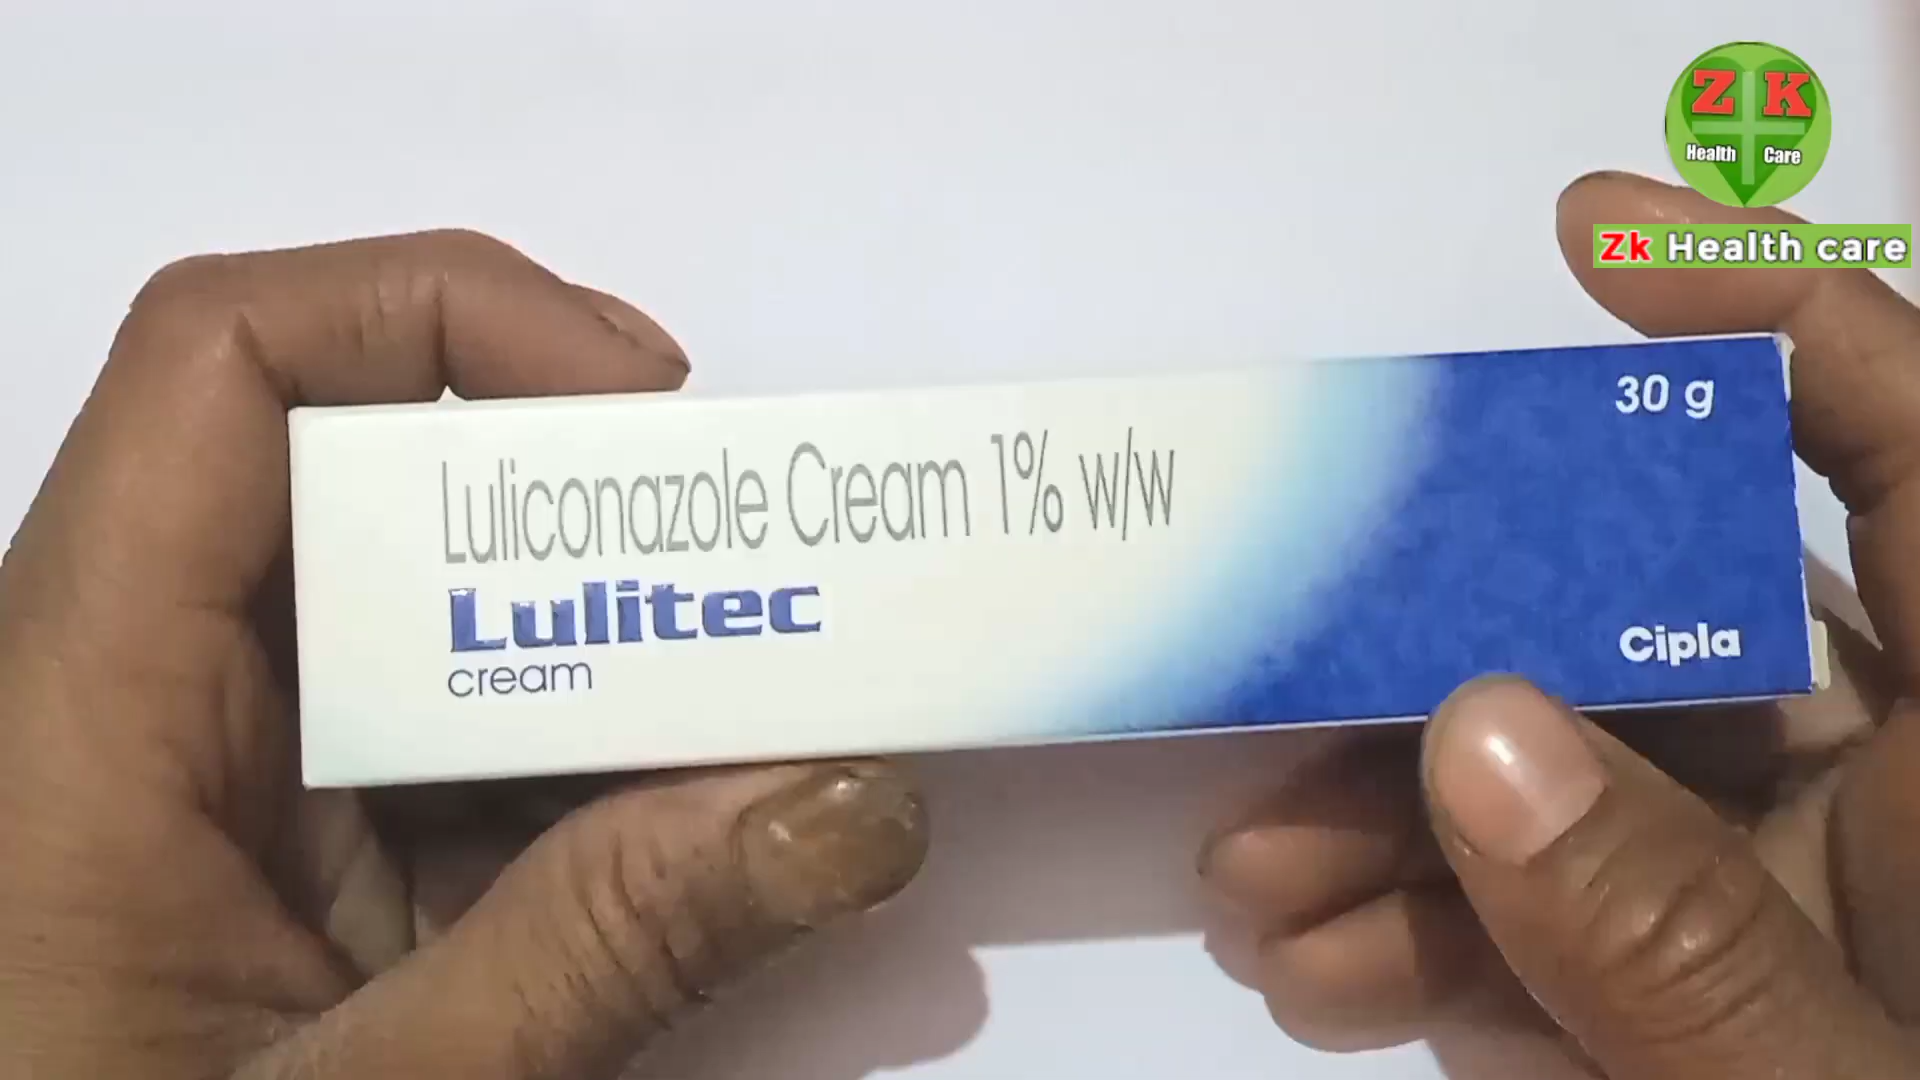 Z K
Health Care
Zk Health care
30 g
Luliconazole Cream 1% w/w
Lulitec
cream
Cipla